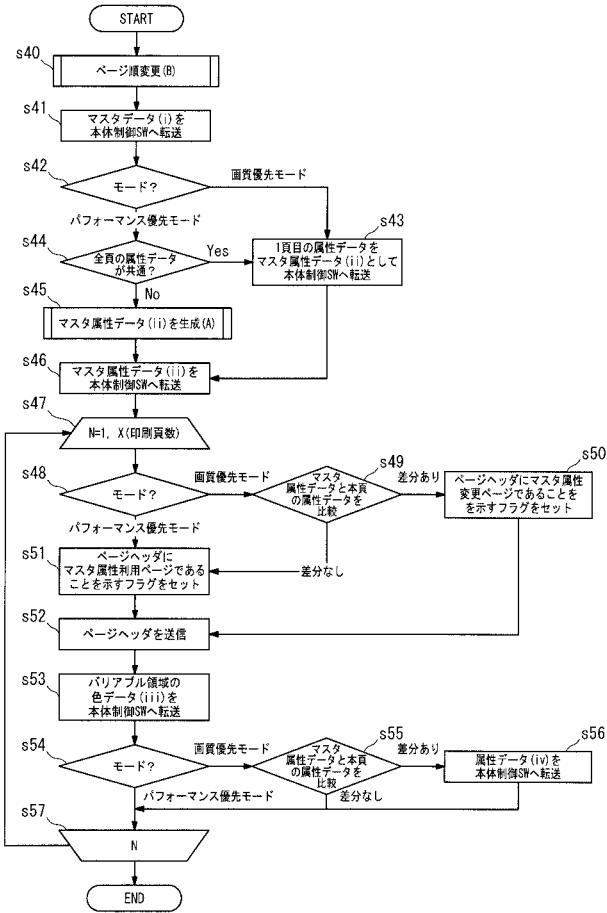 START
s40
ページ順変更(B)
s41
マスタデータ(i)を
本体制御SWへ転送
s42
モード?
画質優先モード
パフォーマンス優先モード
s43
1頁目の属性データを
マスタ属性データ(ii)として
本体制御SWへ転送
s44
全頁の属性データ
が共通?
Yes
No
s45
マスタ属性データ(ii)を生成(A)
s46
マスタ属性データ(ii)を
本体制御SWへ転送
s47
N=1, X(印刷頁数)
s48
モード?
画質優先モード
パフォーマンス優先モード
s49
マスタ
属性データと本頁
の属性データを
比較
差分あり
差分なし
s50
ページヘッダにマスタ属性
変更ページであることを
を示すフラグをセット
s51
ページヘッダに
マスタ属性利用ページである
ことを示すフラグをセット
s52
ページヘッダを送信
s53
バリアブル領域の
色データ(iii)を
本体制御SWへ転送
s54
モード?
画質優先モード
パフォーマンス優先モード
s55
マスタ
属性データと本頁
の属性データを
比較
差分あり
差分なし
s56
属性データ(iv)を
本体制御SWへ転送
s57
N
END